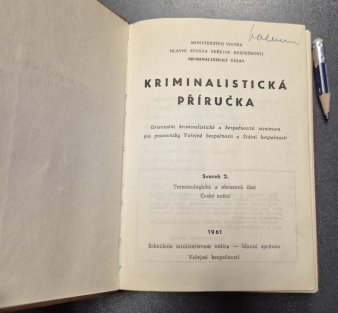 MINISTERSTVO VNITRA
HLAVNÍ SPRÁVA VEŘEJNÉ BEZPEČNOSTI
KRIMINALISTICKÝ ÚSTAV
KRIMINALISTICKÁ
PŘÍRUČKA
Orientační kriminalistické a bezpečnostní minimum
pro pracovníky Veřejné bezpečnosti a Státní bezpečnosti
Svazek 2.
Terminologická a obrazová část
České znění
1961
Schváleno ministerstvem vnitra — hlavní správou
Veřejné bezpečnosti